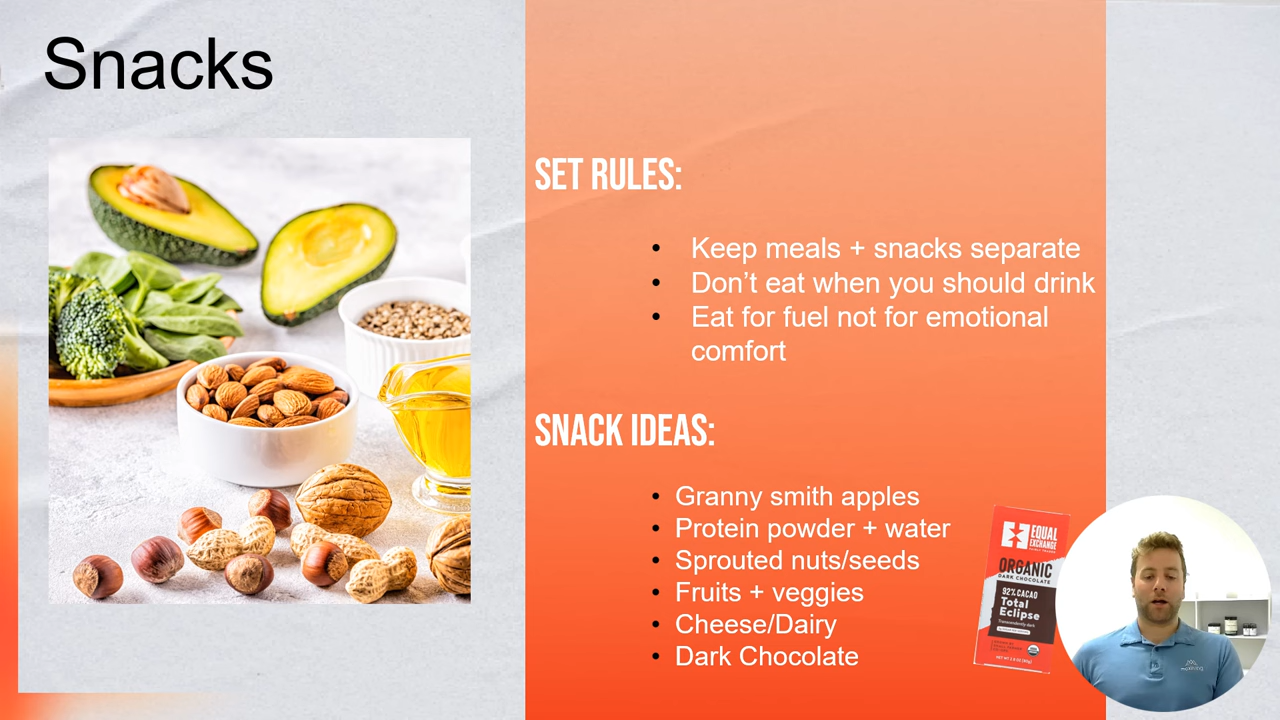 Snacks
SET RULES:
• Keep meals + snacks separate
• Don’t eat when you should drink
• Eat for fuel not for emotional
comfort
SNACK IDEAS:
• Granny smith apples
• Protein powder + water
• Sprouted nuts/seeds
• Fruits + veggies
• Cheese/Dairy
• Dark Chocolate
EQUAL
EXCHANGE
ORGANIC
DARK CHOCOLATE
92% CACAO
Total
Eclipse